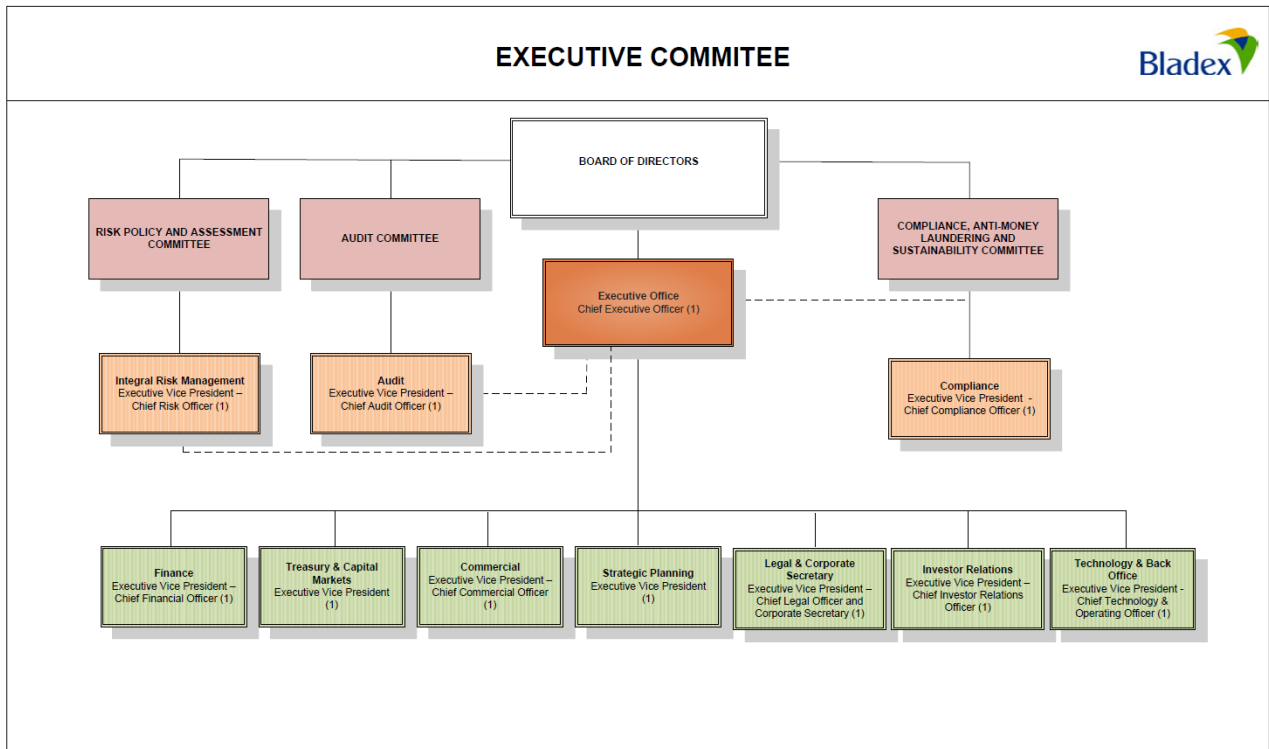 EXECUTIVE COMMITEE
Bladex
BOARD OF DIRECTORS
RISK POLICY AND ASSESSMENT
COMMITTEE
AUDIT COMMITTEE
COMPLIANCE, ANTI-MONEY
LAUNDERING AND
SUSTAINABILITY COMMITTEE
Executive Office
Chief Executive Officer (1)
Integral Risk Management
Executive Vice President –
Chief Risk Officer (1)
Audit
Executive Vice President –
Chief Audit Officer (1)
Compliance
Executive Vice President -
Chief Compliance Officer (1)
Finance
Executive Vice President –
Chief Financial Officer (1)
Treasury & Capital
Markets
Executive Vice President
(1)
Commercial
Executive Vice President –
Chief Commercial Officer
(1)
Strategic Planning
Executive Vice President
(1)
Legal & Corporate
Secretary
Executive Vice President –
Chief Legal Officer and
Corporate Secretary (1)
Investor Relations
Executive Vice President –
Chief Investor Relations
Officer (1)
Technology & Back
Office
Executive Vice President -
Chief Technology &
Operating Officer (1)